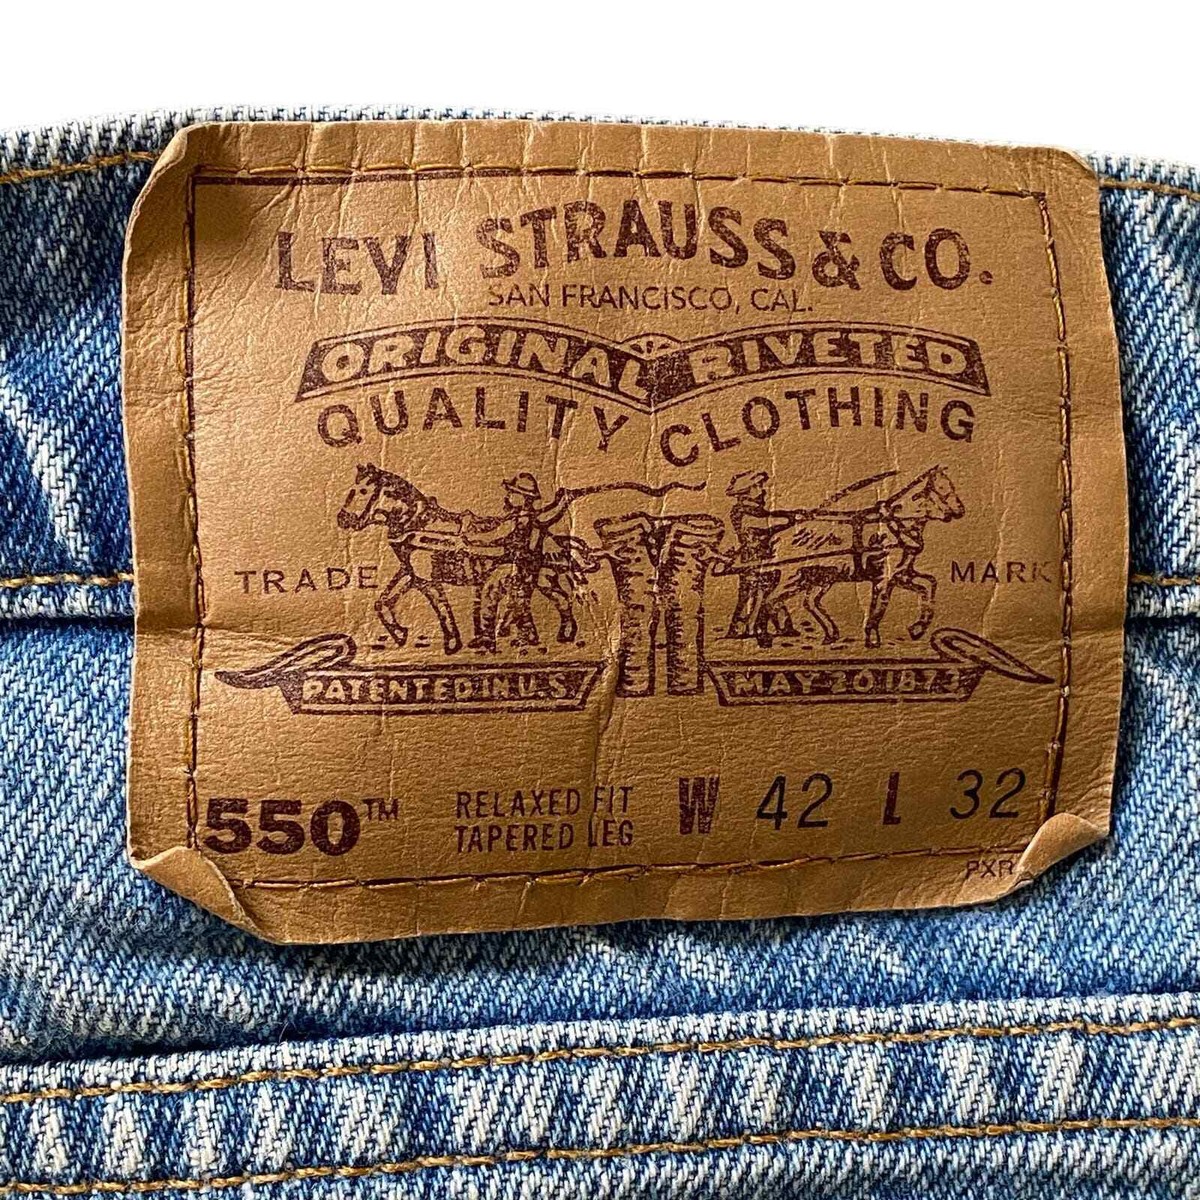 LEVI STRAUSS & CO.
SAN FRANCISCO, CAL.
ORIGINAL RIVETED
QUALITY CLOTHING
TRADE MARK
PATENTED IN U.S. MAY 20 1873
550™ RELAXED FIT W 42 L 32
TAPERED LEG
PXR